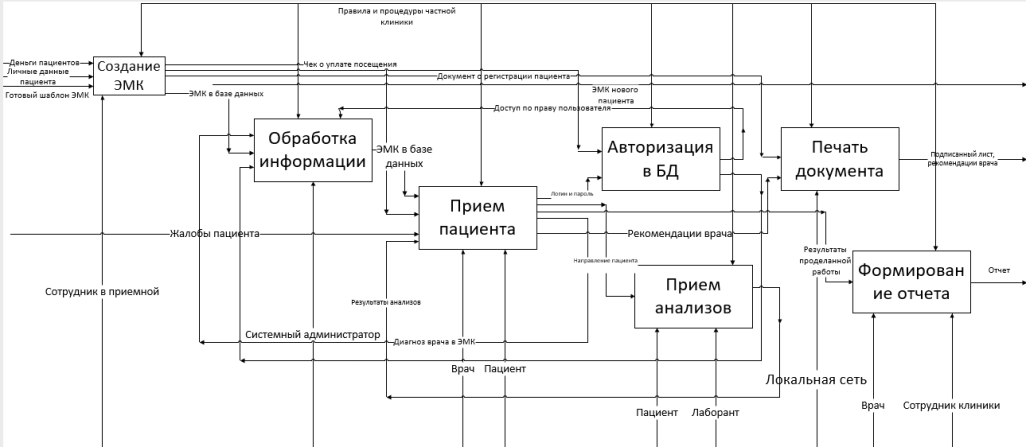 Правила и процедуры частной
клиники
Деньги пациентов
Личные данные
пациента
Готовый шаблон ЭМК
Создание
ЭМК
Чек о уплате посещения
Документ о регистрации пациента
ЭМК в базе данных
ЭМК нового
пациента
Доступ по праву пользователя
Обработка
информации
ЭМК в базе
данных
Авторизация
в БД
Печать
документа
Подписанный лист,
рекомендации врача
Логин и пароль
Прием
пациента
Жалобы пациента
Рекомендации врача
Направление пациента
Результаты
проделанной
работы
Формирован
ие отчета
Отчет
Прием
анализов
Сотрудник в приемной
Результаты анализов
Системный администратор
Диагноз врача в ЭМК
Врач
Пациент
Локальная сеть
Пациент
Лаборант
Врач
Сотрудник клиники